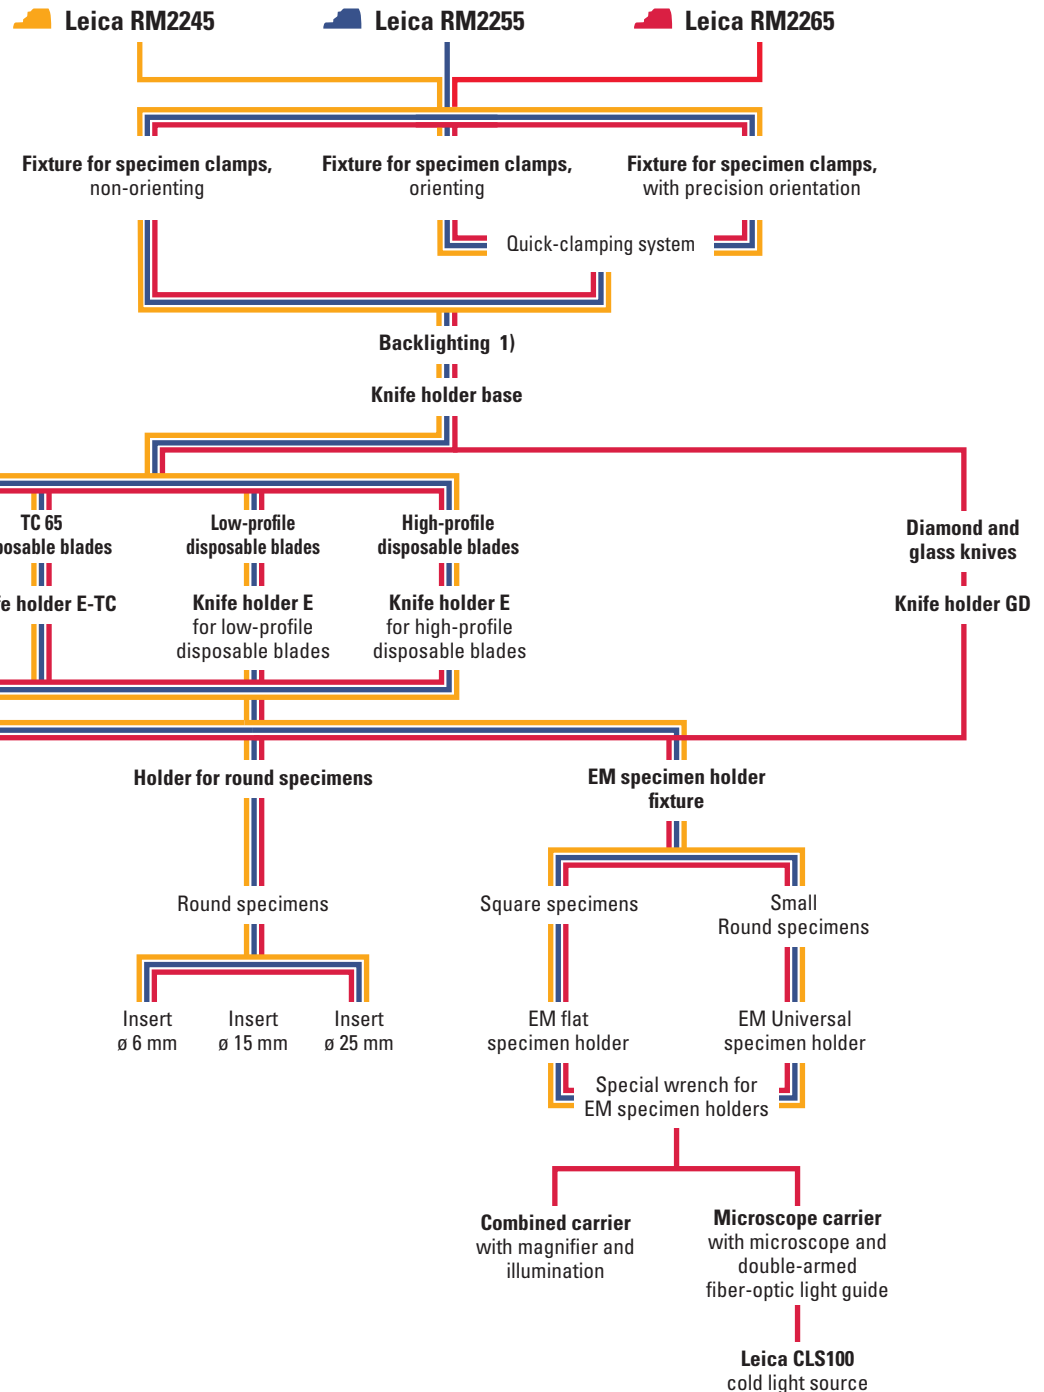 Leica RM2245
Leica RM2255
Leica RM2265
Fixture for specimen clamps,
non-orienting
Fixture for specimen clamps,
orienting
Fixture for specimen clamps,
with precision orientation
Quick-clamping system
Backlighting 1)
Knife holder base
TC 65
posable blades
Low-profile
disposable blades
High-profile
disposable blades
Diamond and
glass knives
fe holder E-TC
Knife holder E
for low-profile
disposable blades
Knife holder E
for high-profile
disposable blades
Knife holder GD
Holder for round specimens
EM specimen holder
fixture
Round specimens
Square specimens
Small
Round specimens
Insert
ø 6 mm
Insert
ø 15 mm
Insert
ø 25 mm
EM flat
specimen holder
EM Universal
specimen holder
Special wrench for
EM specimen holders
Combined carrier
with magnifier and
illumination
Microscope carrier
with microscope and
double-armed
fiber-optic light guide
Leica CLS100
cold light source